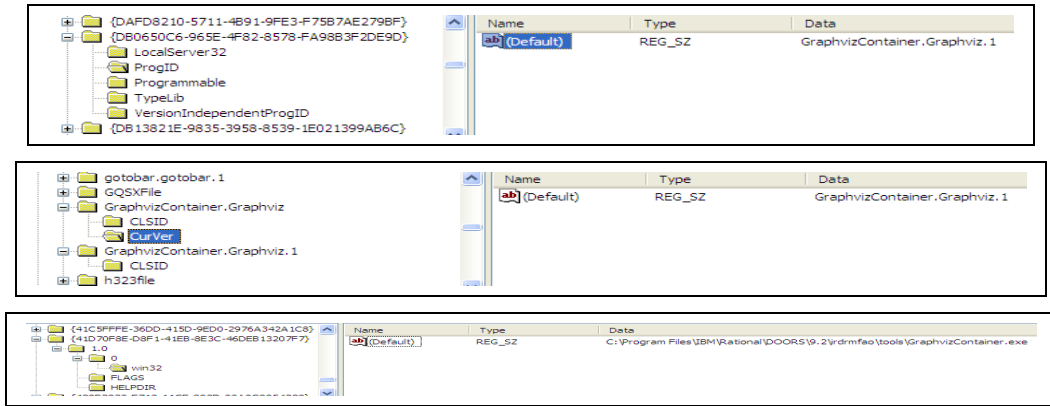 {DAFD8210-5711-4B91-9FE3-F75B7AE279BF}
{DB0650C6-965E-4F82-8578-FA98B3F2DE9D}
LocalServer32
ProgID
Programmable
TypeLib
VersionIndependentProgID
{DB13821E-9835-3958-8539-1E021399AB6C}
Name Type Data
ab (Default) REG_SZ GraphvizContainer.Graphviz.1
gotobar.gotobar.1
GQSXFile
GraphvizContainer.Graphviz
CLSID
CurVer
GraphvizContainer.Graphviz.1
CLSID
h323file
Name Type Data
ab (Default) REG_SZ GraphvizContainer.Graphviz.1
{41C5FFFE-36DD-415D-9ED0-2976A342A1C8}
{41D70F8E-D8F1-41EB-8E3C-46DEB13207F7}
1.0
0
win32
FLAGS
HELPDIR
Name Type Data
ab (Default) REG_SZ C:\Program Files\IBM\Rational\DOORS\9.2\irdrmfao\tools\GraphvizContainer.exe